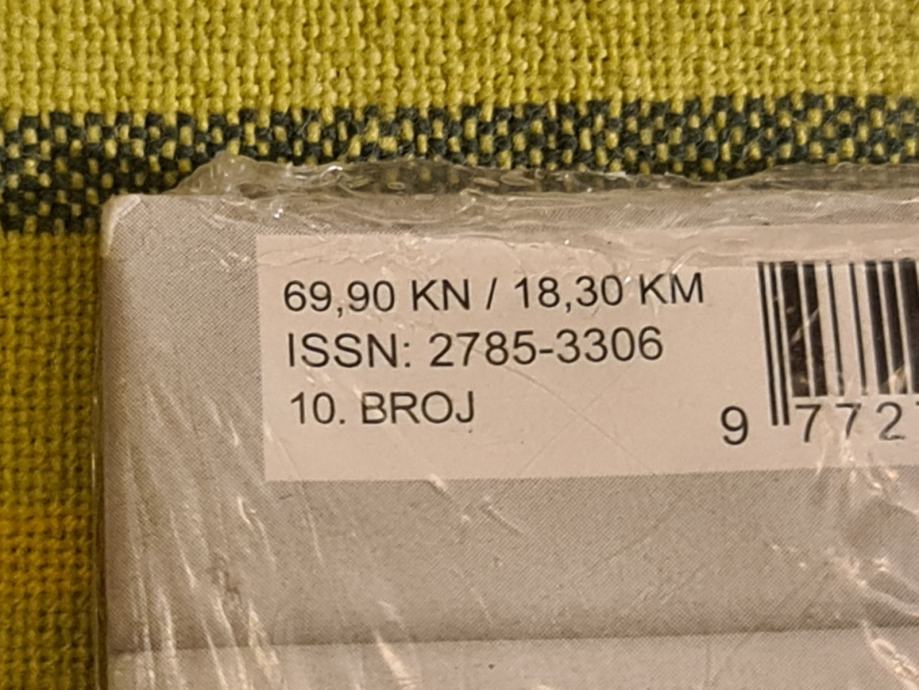 69,90 KN / 18,30 KM
ISSN: 2785-3306
10. BROJ
9 772